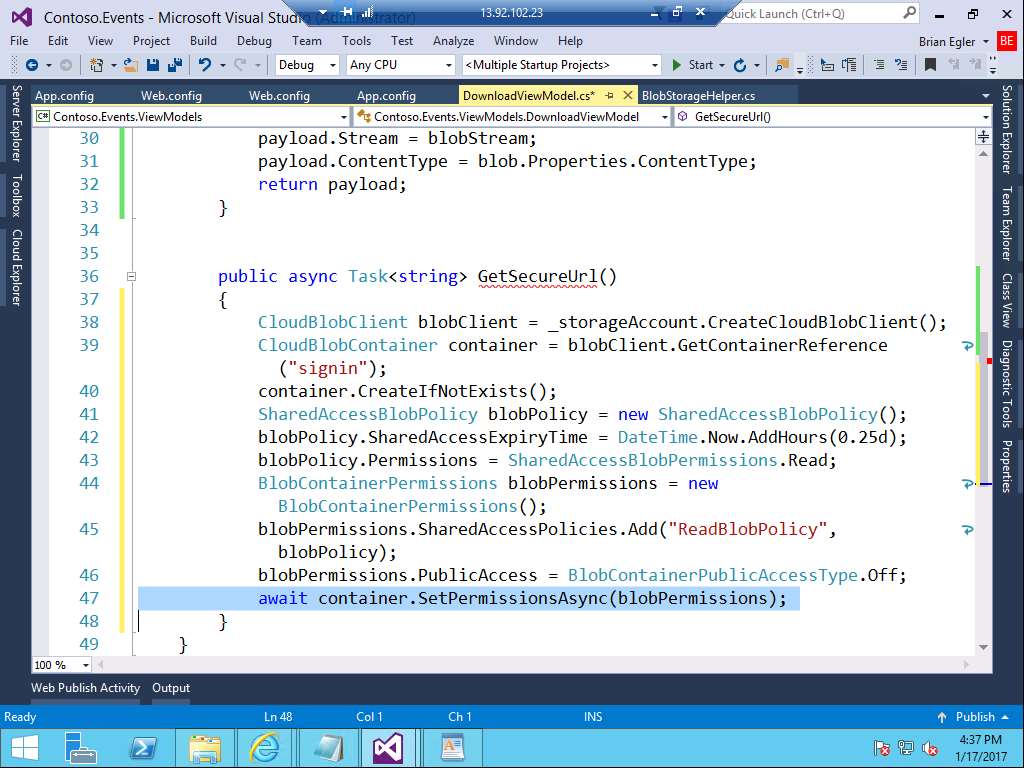 Contoso.Events - Microsoft Visual Studio (Administrator)
13.92.102.23
Quick Launch (Ctrl+Q)
File Edit View Project Build Debug Team Tools Test Analyze Window Help
Brian Egler BE
Debug Any CPU <Multiple Startup Projects> Start
App.config Web.config Web.config App.config DownloadViewModel.cs* BlobStorageHelper.cs
C# Contoso.Events.ViewModels Contoso.Events.ViewModels.DownloadViewModel GetSecureUrl()
Server Explorer
Toolbox
Cloud Explorer
30 payload.Stream = blobStream;
31 payload.ContentType = blob.Properties.ContentType;
32 return payload;
33 }
34
35
36 public async Task<string> GetSecureUrl()
37 {
38 CloudBlobClient blobClient = _storageAccount.CreateCloudBlobClient();
39 CloudBlobContainer container = blobClient.GetContainerReference
("signin");
40 container.CreateIfNotExists();
41 SharedAccessBlobPolicy blobPolicy = new SharedAccessBlobPolicy();
42 blobPolicy.SharedAccessExpiryTime = DateTime.Now.AddHours(0.25d);
43 blobPolicy.Permissions = SharedAccessBlobPermissions.Read;
44 BlobContainerPermissions blobPermissions = new
BlobContainerPermissions();
45 blobPermissions.SharedAccessPolicies.Add("ReadBlobPolicy",
blobPolicy);
46 blobPermissions.PublicAccess = BlobContainerPublicAccessType.Off;
47 await container.SetPermissionsAsync(blobPermissions);
48 }
49 }
Solution Explorer
Team Explorer
Class View
Diagnostic Tools
Properties
100 %
Web Publish Activity Output
Ready Ln 48 Col 1 Ch 1 INS Publish
4:37 PM
1/17/2017